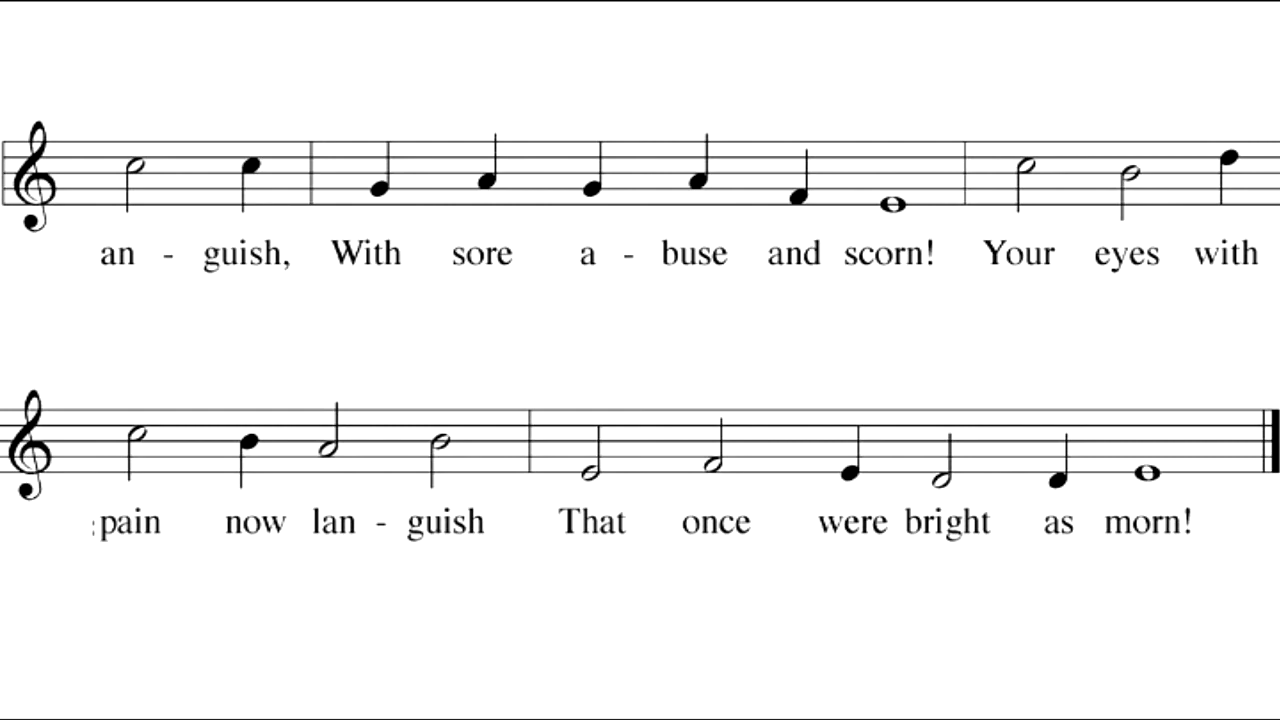 an - guish, With sore a - buse and scorn! Your eyes with
pain now lan - guish That once were bright as morn!